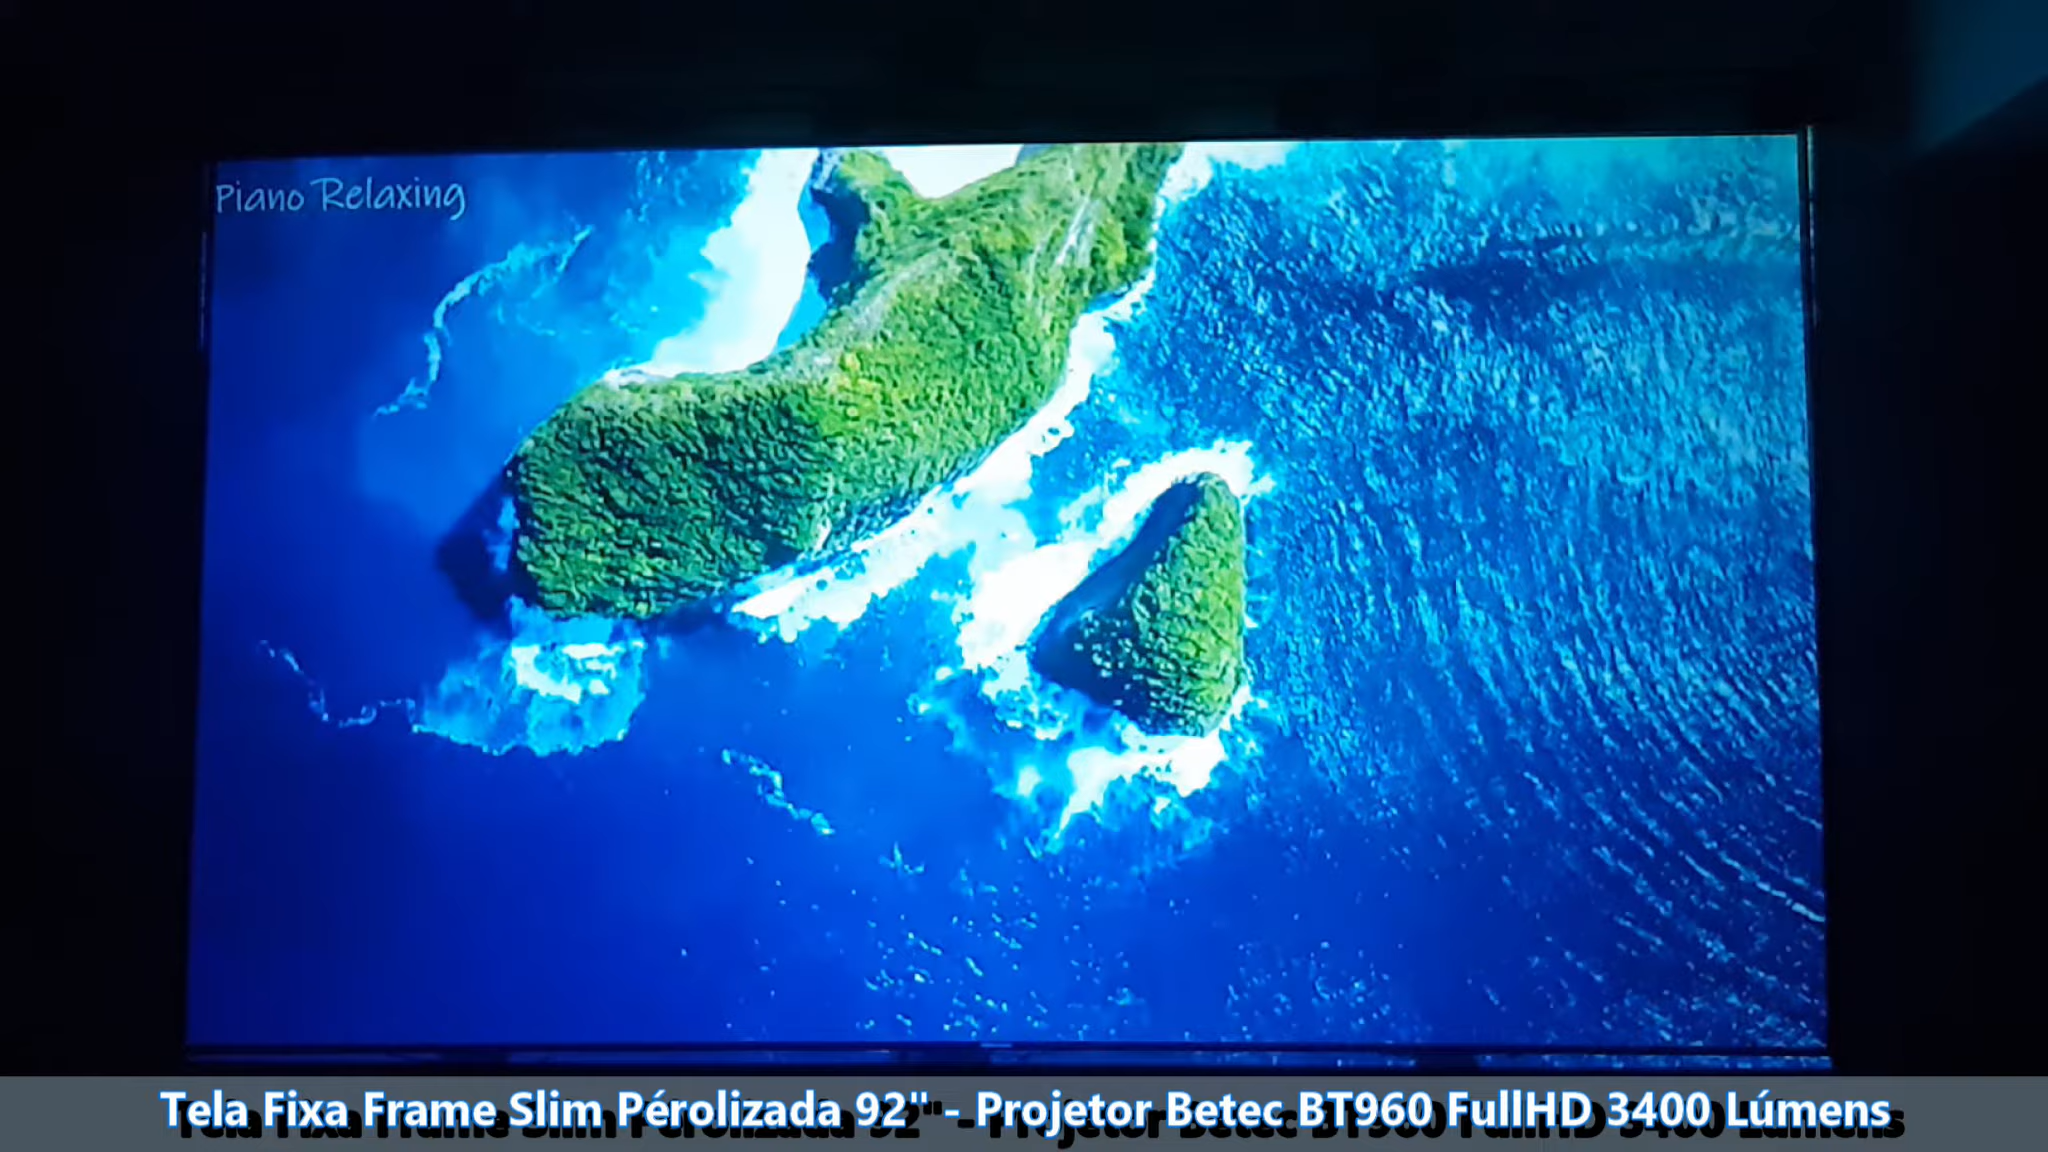 Piano Relaxing
Tela Fixa Frame Slim Pérolizada 92" - Projetor Betec BT960 FullHD 3400 Lúmens